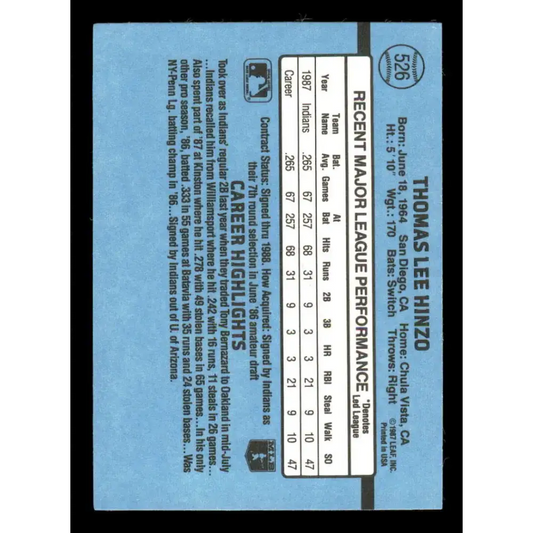 526
THOMAS LEE HINZO
Born: June 18, 1964 San Diego, CA Home: Chula Vista, CA
Ht.: 5'10" Wgt.: 170 Bats: Switch Throws: Right
© 1987 LEAF, INC.
Printed in USA
RECENT MAJOR LEAGUE PERFORMANCE
*Denotes
Led League
Year Team Name Bat. Avg. Games At Bat Hits Runs 2B 3B HR RBI Steal Walk SO
1987 Indians .265 67 257 68 31 9 3 3 21 9 10 47
Career .265 67 257 68 31 9 3 3 21 9 10 47
Contract Status: Signed thru 1988. How Acquired: Signed by Indians as
their 7th round selection in June '86 amateur draft
CAREER HIGHLIGHTS
Took over as Indians' regular 2B last year when they traded Tony Bernazard to Oakland in mid-July
...Indians recalled him from Williamsport where he hit .242 with 16 runs, 11 steals in 26 games...
Also spent part of '87 at Kinston where he hit .278 with 49 stolen bases in 65 games...In his only
other pro season, '86, batted .333 in 55 games at Batavia with 35 runs and 24 stolen bases...Was
NY-Penn Lg. batting champ in '86...Signed by Indians out of U. of Arizona.